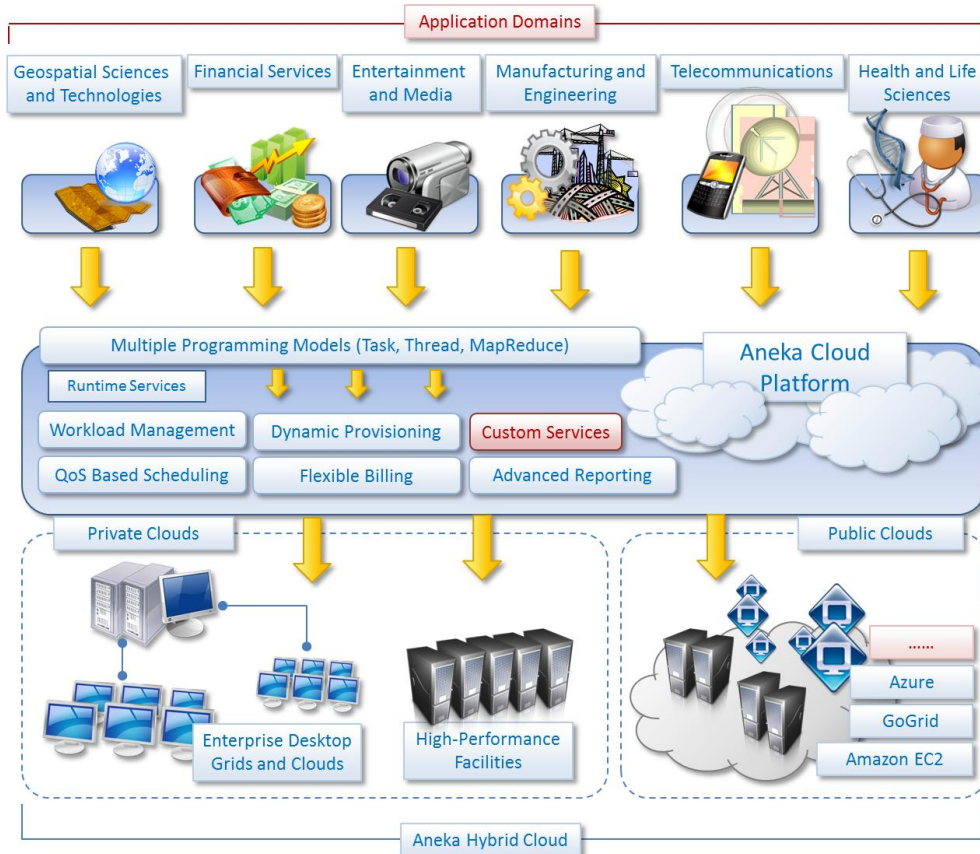 Application Domains
Geospatial Sciences
and Technologies
Financial Services
Entertainment
and Media
Manufacturing and
Engineering
Telecommunications
Health and Life
Sciences
Multiple Programming Models (Task, Thread, MapReduce)
Aneka Cloud
Platform
Runtime Services
Workload Management
Dynamic Provisioning
Custom Services
QoS Based Scheduling
Flexible Billing
Advanced Reporting
Private Clouds
Public Clouds
......
Azure
GoGrid
Amazon EC2
Enterprise Desktop
Grids and Clouds
High-Performance
Facilities
Aneka Hybrid Cloud